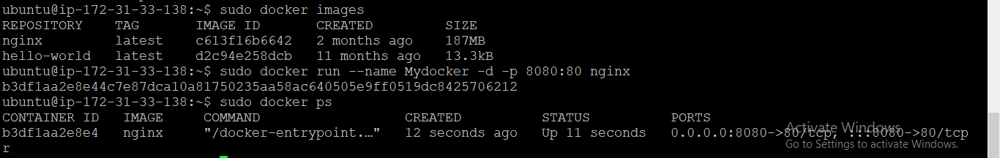 ubuntu@ip-172-31-33-138:~$ sudo docker images
REPOSITORY    TAG       IMAGE ID       CREATED         SIZE
nginx         latest    c613f16b6642   2 months ago    187MB
hello-world   latest    d2c94e258dcb   11 months ago   13.3kB
ubuntu@ip-172-31-33-138:~$ sudo docker run --name Mydocker -d -p 8080:80 nginx
b3df1aa2e8e44c7e87dca10a81750235aa58ac640505e9ff0519dc8425706212
ubuntu@ip-172-31-33-138:~$ sudo docker ps
CONTAINER ID   IMAGE     COMMAND                  CREATED          STATUS          PORTS
b3df1aa2e8e4   nginx     "/docker-entrypoint.…"   12 seconds ago   Up 11 seconds   0.0.0.0:8080->80/tcp, :::8080->80/tcp
r
Activate Windows
Go to Settings to activate Windows.